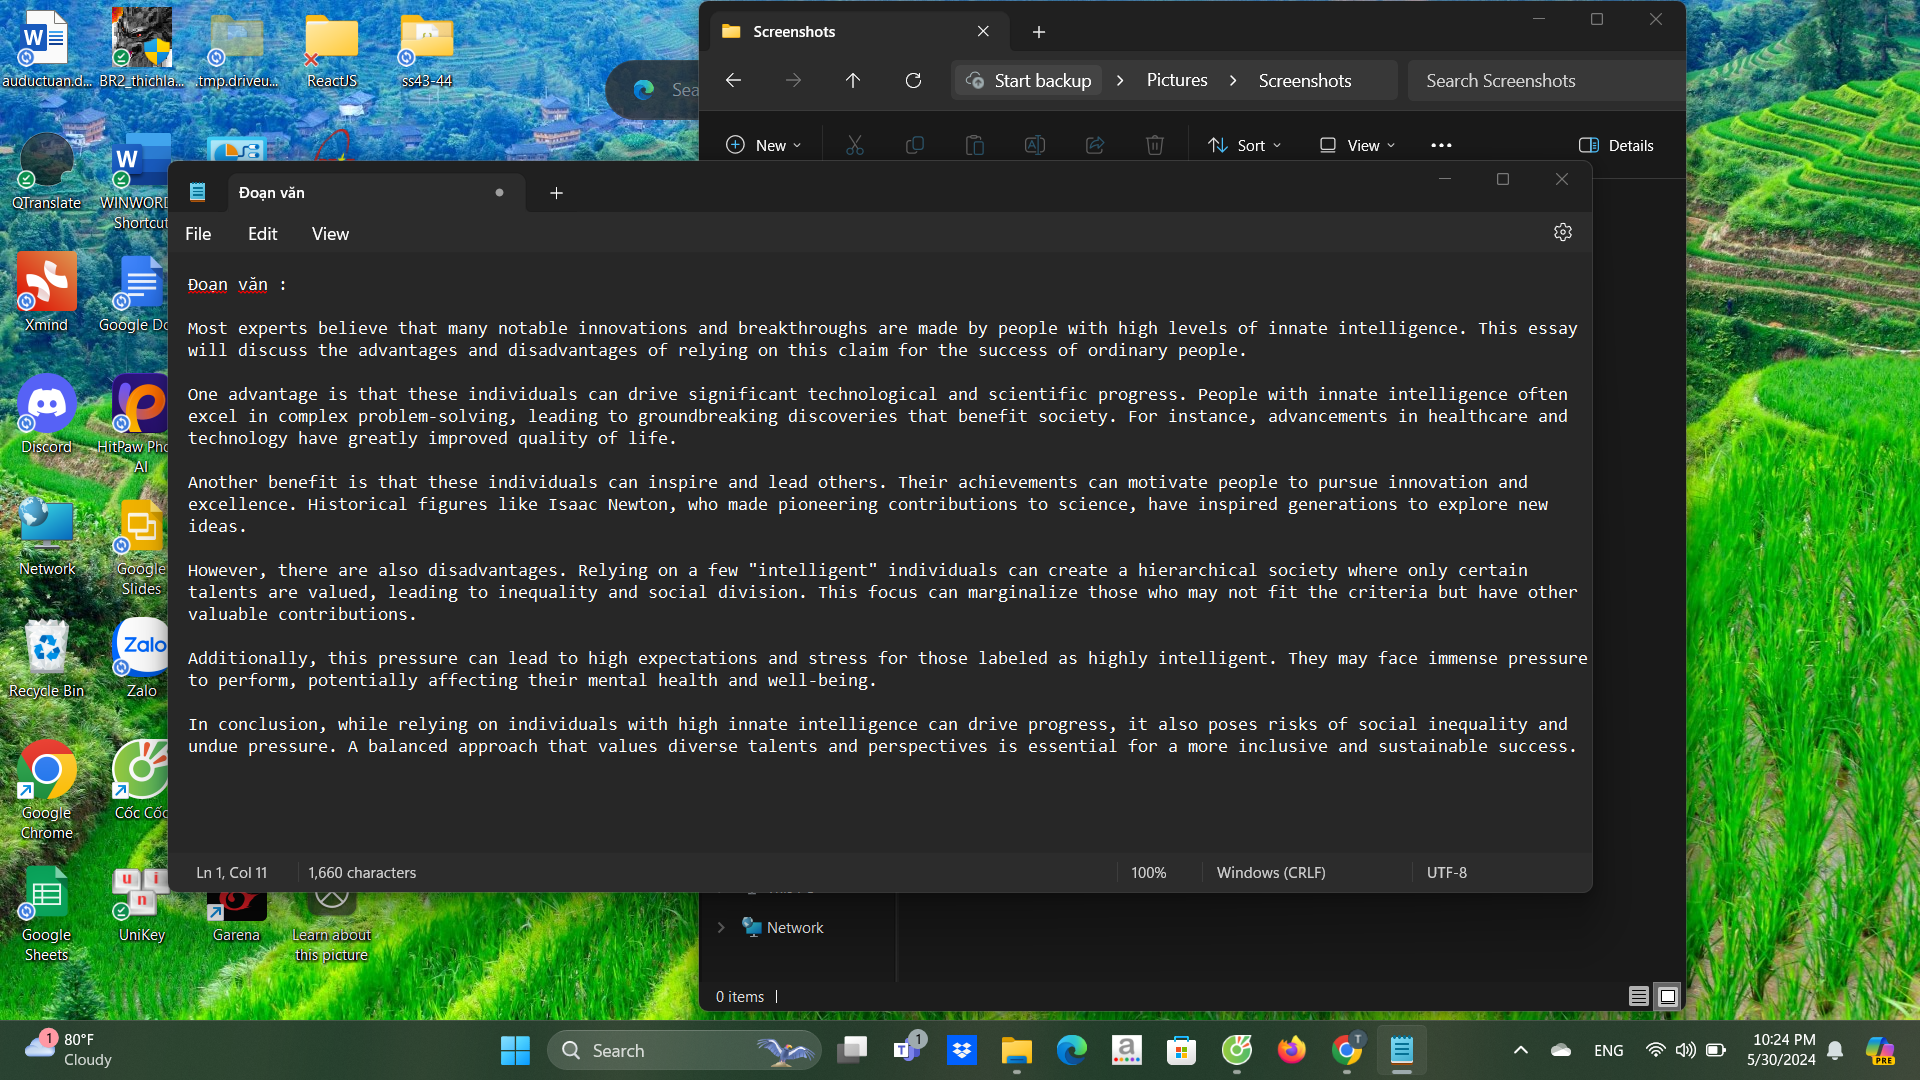 auductuan.d...
BR2_thichla...
.tmp.driveu...
ReactJS
ss43-44
Screenshots
Start backup
Pictures
Screenshots
Search Screenshots
New
Sort
View
Details
QTranslate
WINWORD
Shortcut
Đoạn văn
File
Edit
View
Đoạn văn :
Most experts believe that many notable innovations and breakthroughs are made by people with high levels of innate intelligence. This essay
will discuss the advantages and disadvantages of relying on this claim for the success of ordinary people.
One advantage is that these individuals can drive significant technological and scientific progress. People with innate intelligence often
excel in complex problem-solving, leading to groundbreaking discoveries that benefit society. For instance, advancements in healthcare and
technology have greatly improved quality of life.
Another benefit is that these individuals can inspire and lead others. Their achievements can motivate people to pursue innovation and
excellence. Historical figures like Isaac Newton, who made pioneering contributions to science, have inspired generations to explore new
ideas.
However, there are also disadvantages. Relying on a few "intelligent" individuals can create a hierarchical society where only certain
talents are valued, leading to inequality and social division. This focus can marginalize those who may not fit the criteria but have other
valuable contributions.
Additionally, this pressure can lead to high expectations and stress for those labeled as highly intelligent. They may face immense pressure
to perform, potentially affecting their mental health and well-being.
In conclusion, while relying on individuals with high innate intelligence can drive progress, it also poses risks of social inequality and
undue pressure. A balanced approach that values diverse talents and perspectives is essential for a more inclusive and sustainable success.
Ln 1, Col 11
1,660 characters
100%
Windows (CRLF)
UTF-8
Xmind
Google Do
Discord
HitPaw Pho
AI
Network
Google
Slides
Recycle Bin
Zalo
Zalo
Google
Chrome
Cốc Cốc
Google
Sheets
UniKey
Garena
Learn about
this picture
Network
0 items
1
80°F
Cloudy
Search
1
ENG
10:24 PM
5/30/2024
PRE